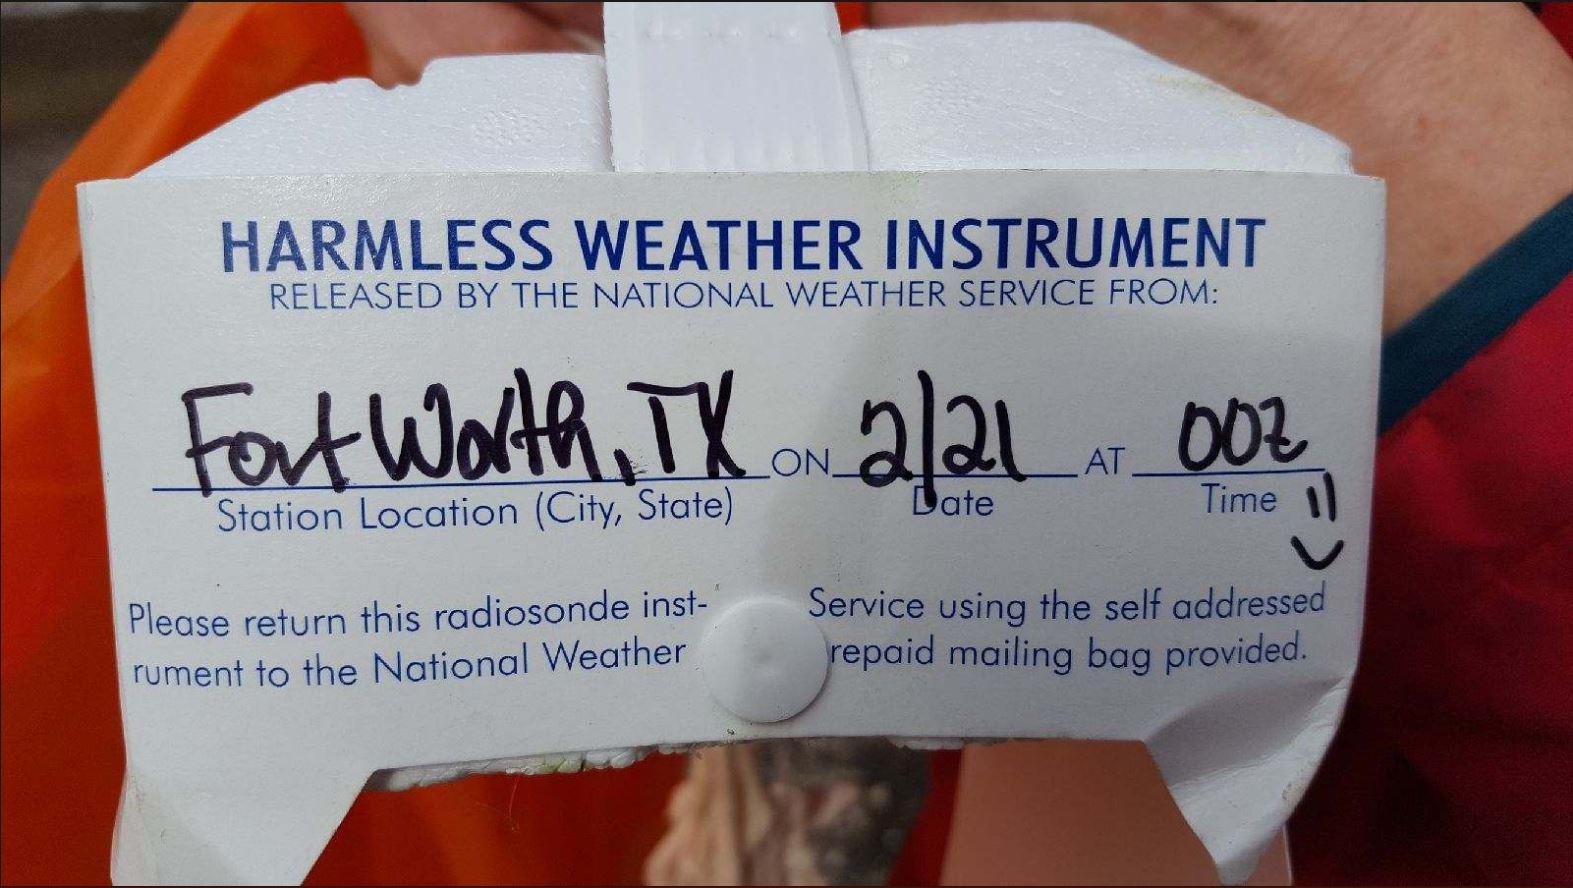 HARMLESS WEATHER INSTRUMENT
RELEASED BY THE NATIONAL WEATHER SERVICE FROM:
Fort Worth, TX ON 2/21 AT 00Z
Station Location (City, State) Date Time
Please return this radiosonde inst-
rument to the National Weather
Service using the self addressed
repaid mailing bag provided.